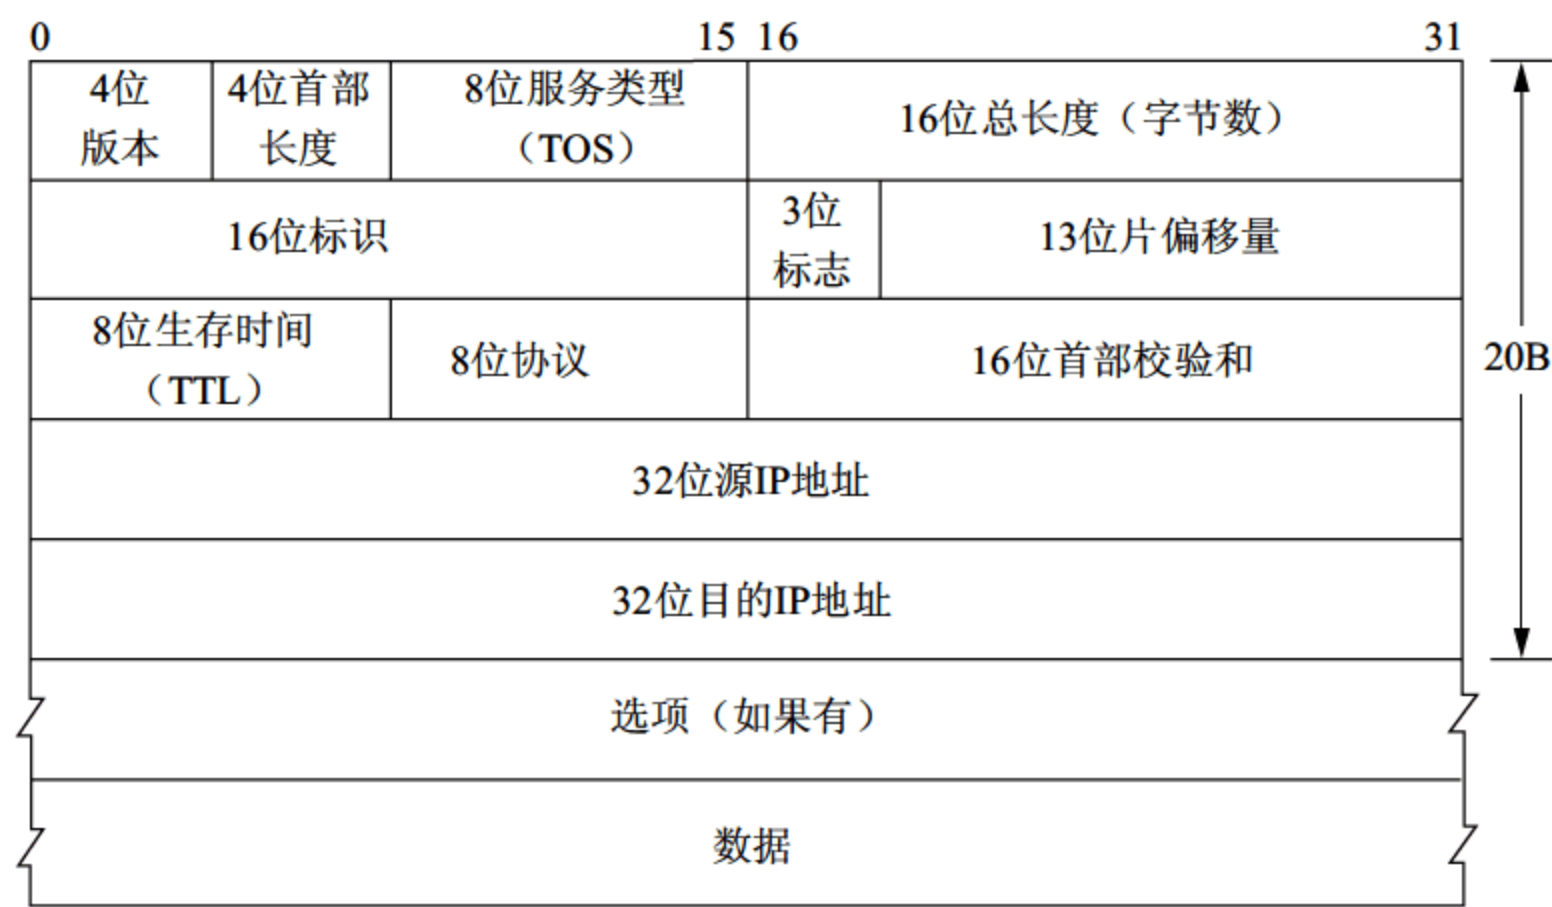 0
15
16
31
4位
版本
4位首部
长度
8位服务类型
（TOS）
16位总长度（字节数）
16位标识
3位
标志
13位片偏移量
8位生存时间
（TTL）
8位协议
16位首部校验和
20B
32位源IP地址
32位目的IP地址
选项（如果有）
数据